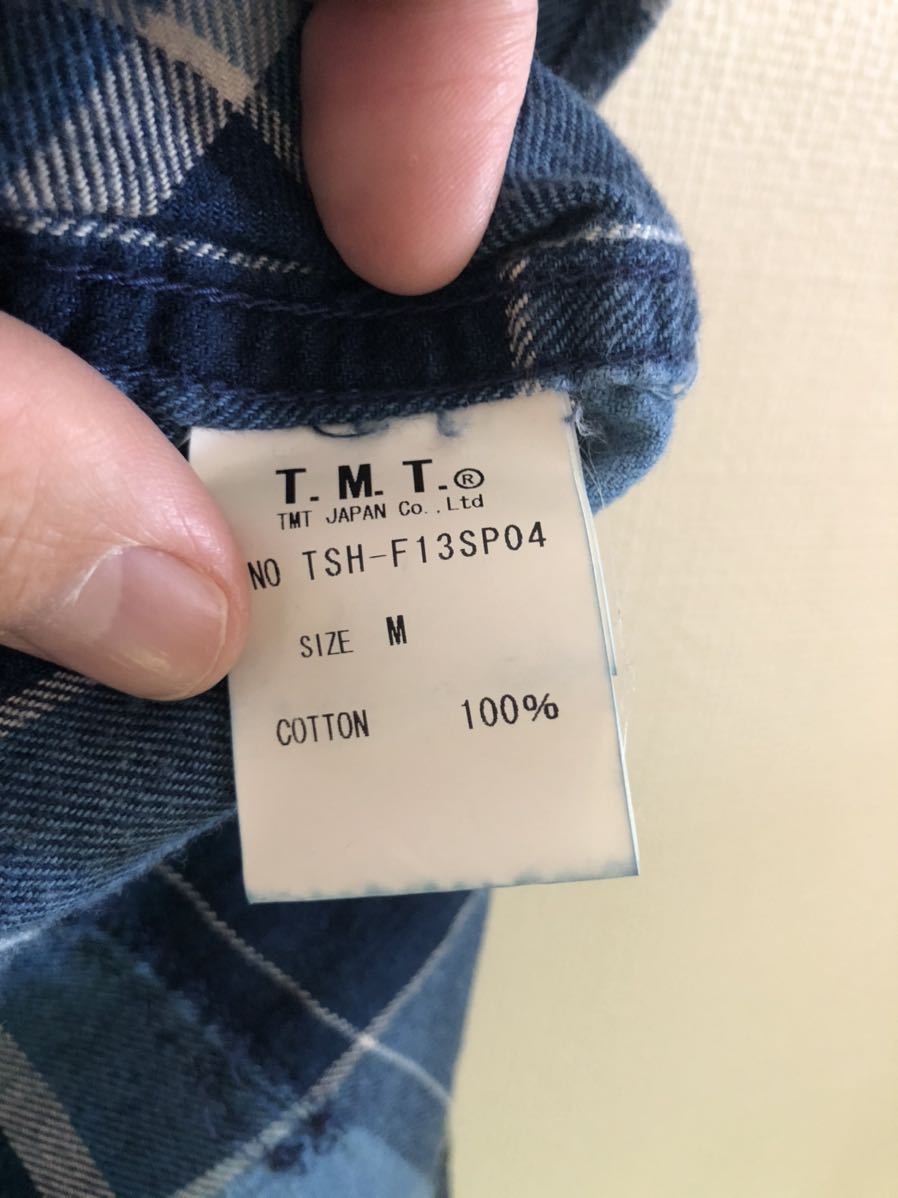 T.M.T.®
TMT JAPAN Co.,Ltd
NO TSH-F13SP04
SIZE M
COTTON 100%